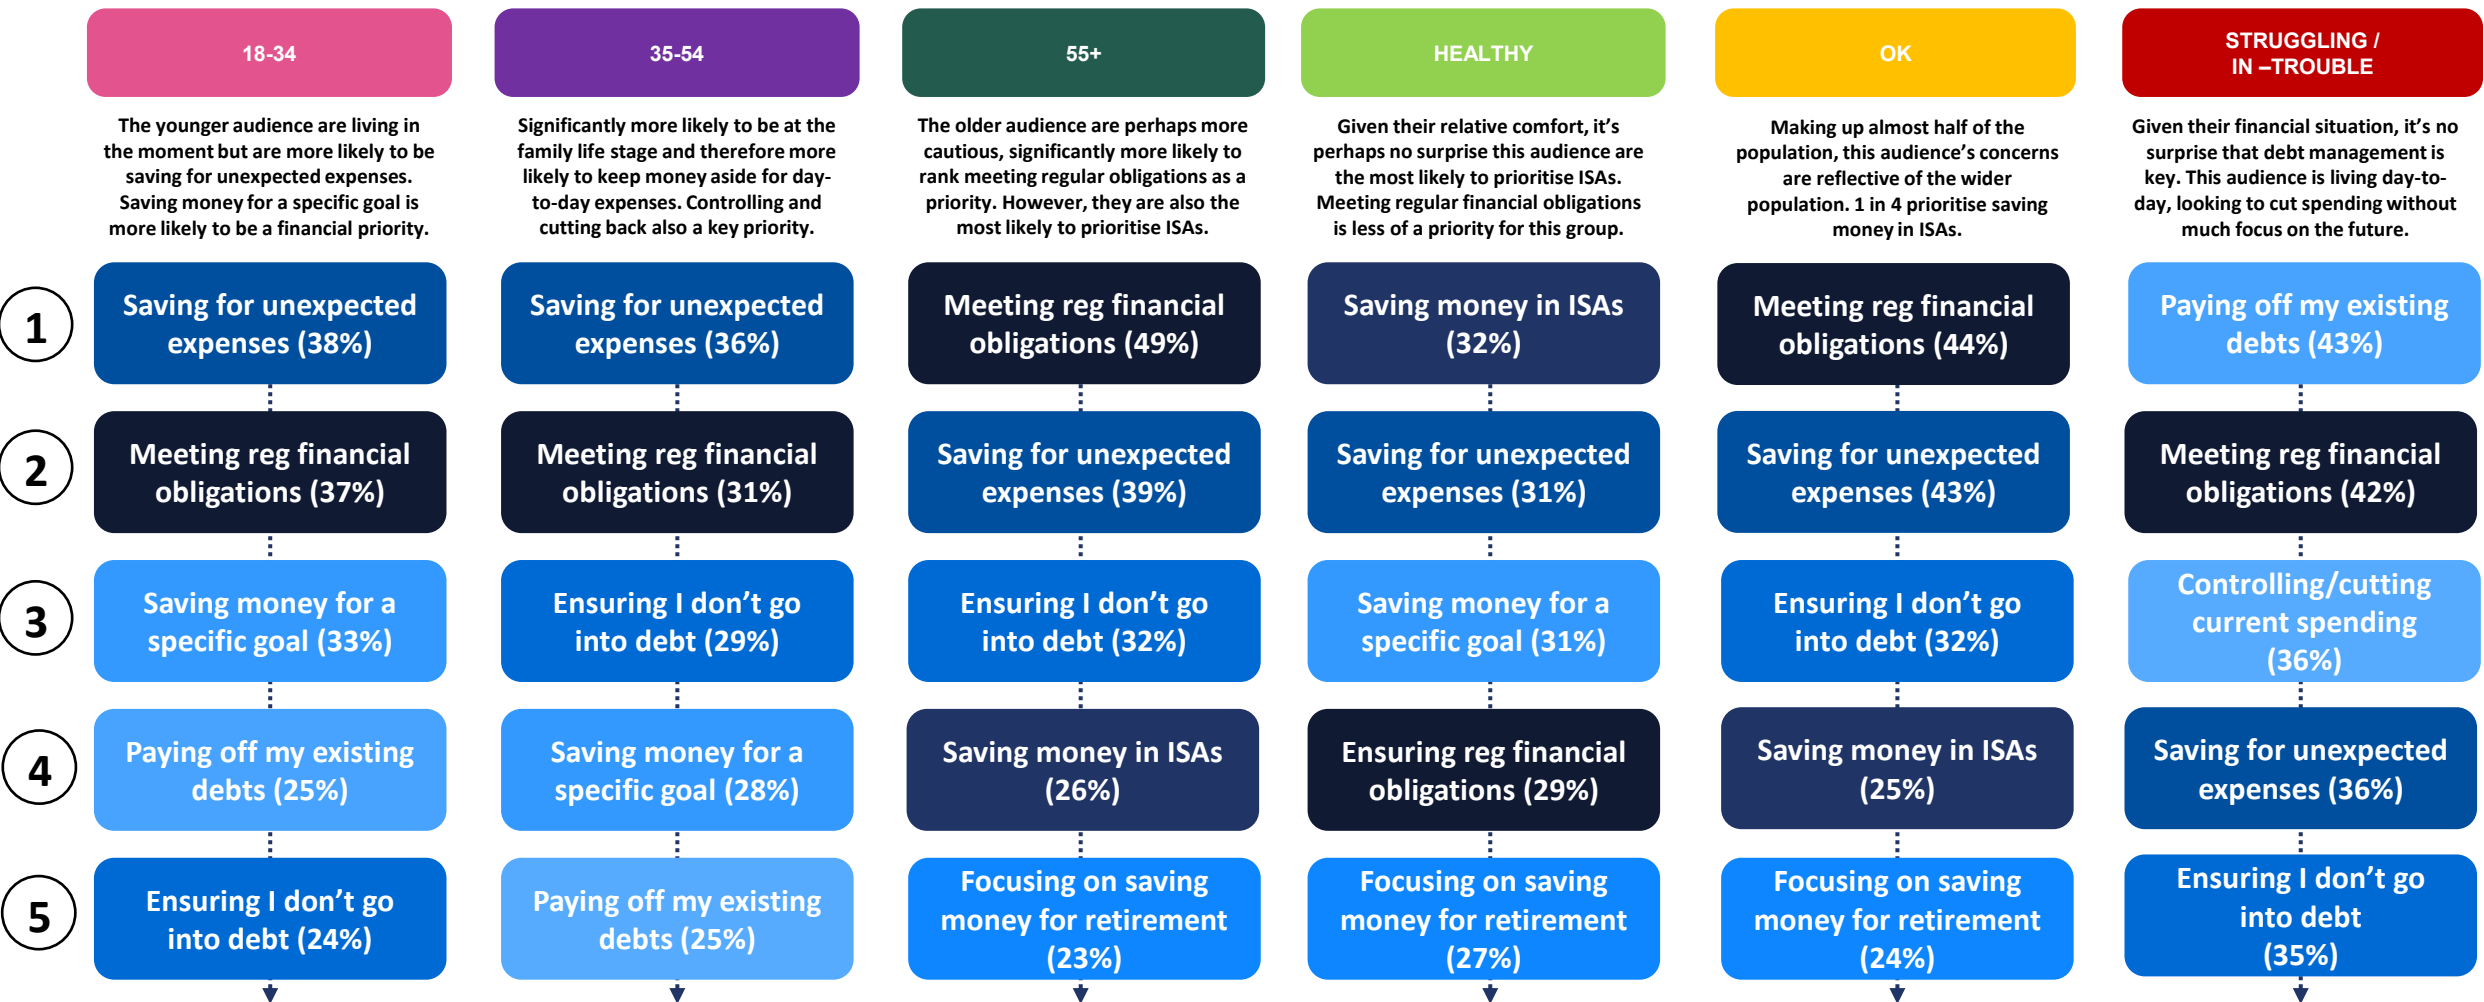 18-34
35-54
55+
HEALTHY
OK
STRUGGLING /
IN –TROUBLE
The younger audience are living in
the moment but are more likely to be
saving for unexpected expenses.
Saving money for a specific goal is
more likely to be a financial priority.
Significantly more likely to be at the
family life stage and therefore more
likely to keep money aside for day-
to-day expenses. Controlling and
cutting back also a key priority.
The older audience are perhaps more
cautious, significantly more likely to
rank meeting regular obligations as a
priority. However, they are also the
most likely to prioritise ISAs.
Given their relative comfort, it's
perhaps no surprise this audience are
the most likely to prioritise ISAs.
Meeting regular financial obligations
is less of a priority for this group.
Making up almost half of the
population, this audience's concerns
are reflective of the wider
population. 1 in 4 prioritise saving
money in ISAs.
Given their financial situation, it's no
surprise that debt management is
key. This audience is living day-to-
day, looking to cut spending without
much focus on the future.
1
Saving for unexpected
expenses (38%)
Saving for unexpected
expenses (36%)
Meeting reg financial
obligations (49%)
Saving money in ISAs
(32%)
Meeting reg financial
obligations (44%)
Paying off my existing
debts (43%)
2
Meeting reg financial
obligations (37%)
Meeting reg financial
obligations (31%)
Saving for unexpected
expenses (39%)
Saving for unexpected
expenses (31%)
Saving for unexpected
expenses (43%)
Meeting reg financial
obligations (42%)
3
Saving money for a
specific goal (33%)
Ensuring I don't go
into debt (29%)
Ensuring I don't go
into debt (32%)
Saving money for a
specific goal (31%)
Ensuring I don't go
into debt (32%)
Controlling/cutting
current spending
(36%)
4
Paying off my existing
debts (25%)
Saving money for a
specific goal (28%)
Saving money in ISAs
(26%)
Ensuring reg financial
obligations (29%)
Saving money in ISAs
(25%)
Saving for unexpected
expenses (36%)
5
Ensuring I don't go
into debt (24%)
Paying off my existing
debts (25%)
Focusing on saving
money for retirement
(23%)
Focusing on saving
money for retirement
(27%)
Focusing on saving
money for retirement
(24%)
Ensuring I don't go
into debt
(35%)